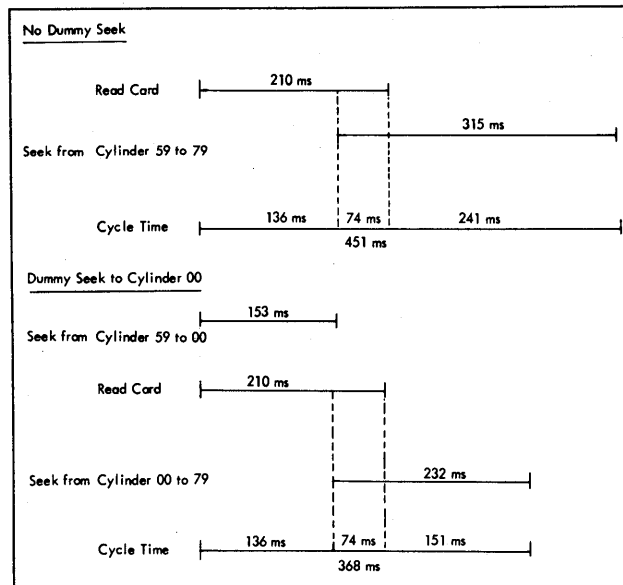 No Dummy Seek
210 ms
Read Card
315 ms
Seek from Cylinder 59 to 79
136 ms 74 ms 241 ms
Cycle Time
451 ms
Dummy Seek to Cylinder 00
153 ms
Seek from Cylinder 59 to 00
210 ms
Read Card
232 ms
Seek from Cylinder 00 to 79
136 ms 74 ms 151 ms
Cycle Time
368 ms